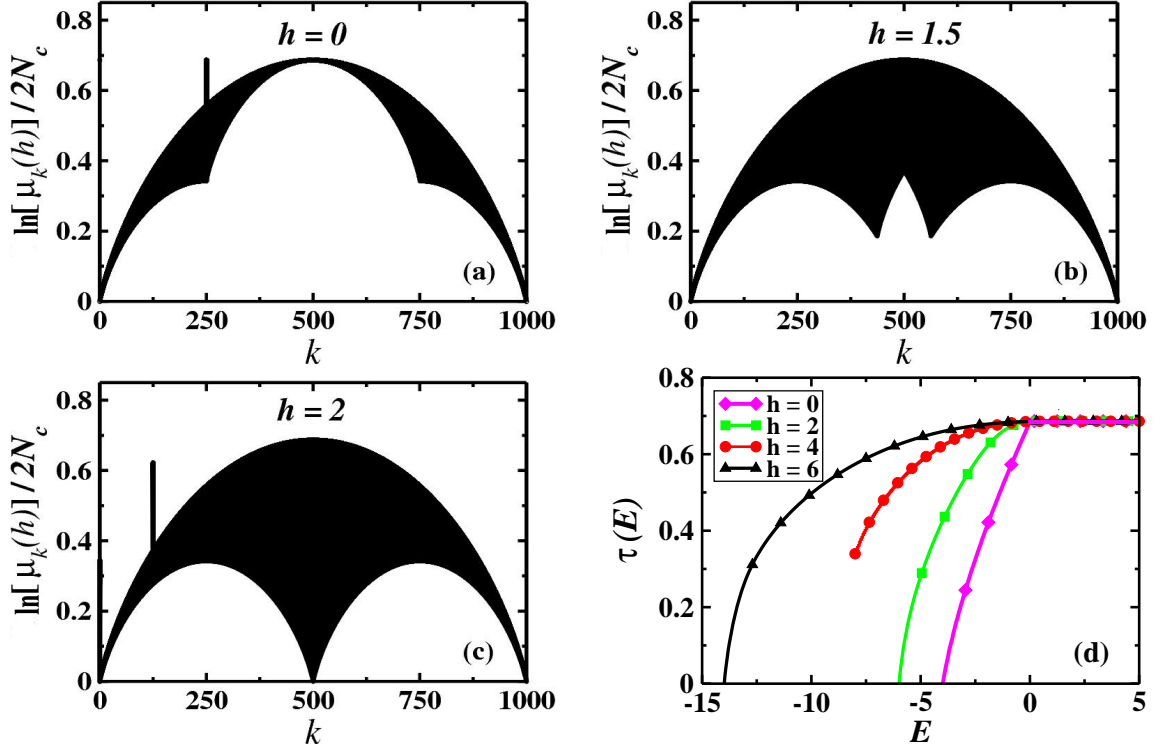 0.8
0.6
0.4
0.2
0
ln[ μk(h)] / 2Nc
h = 0
(a)
0 250 500 750 1000
k
0.8
0.6
0.4
0.2
0
ln[ μk(h)] / 2Nc
h = 1.5
(b)
0 250 500 750 1000
k
0.8
0.6
0.4
0.2
0
ln[ μk(h)] / 2Nc
h = 2
(c)
0 250 500 750 1000
k
0.8
0.6
0.4
0.2
0
τ (E)
h = 0
h = 2
h = 4
h = 6
(d)
-15 -10 -5 0 5
E